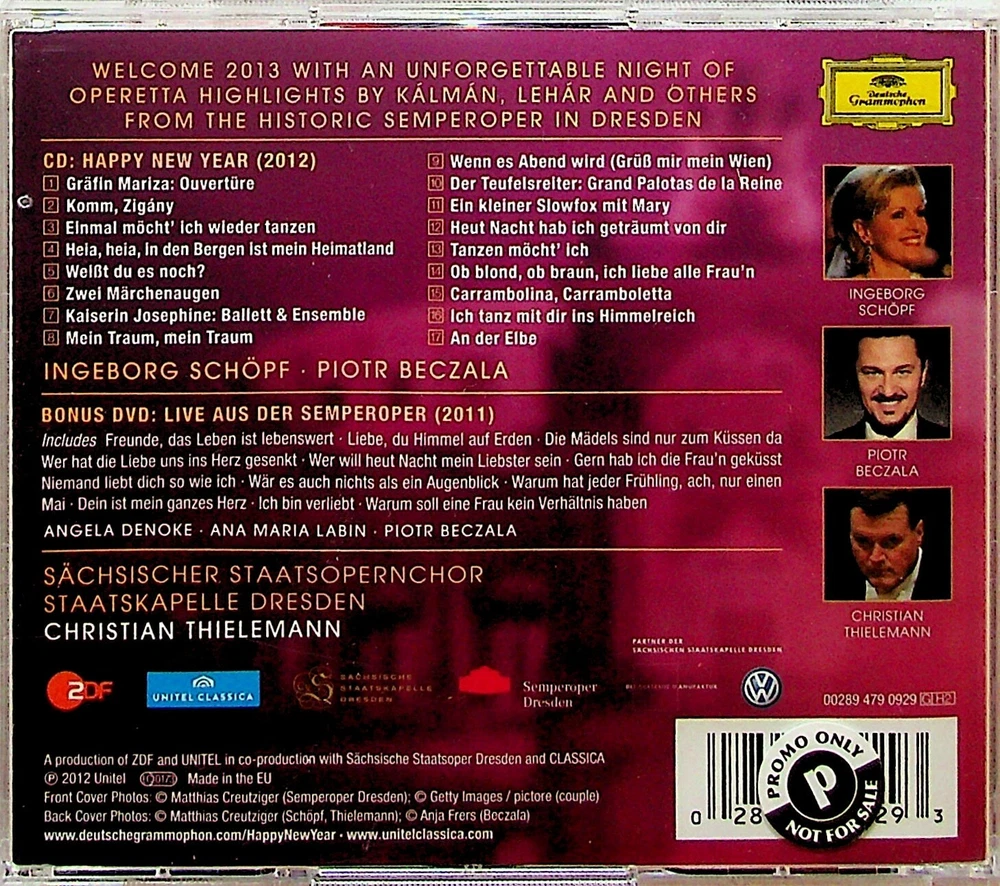 WELCOME 2013 WITH AN UNFORGETTABLE NIGHT OF
OPERETTA HIGHLIGHTS BY KÁLMÁN, LEHÁR AND OTHERS
FROM THE HISTORIC SEMPEROPER IN DRESDEN
Deutsche
Grammophon
CD: HAPPY NEW YEAR (2012)
1 Gräfin Mariza: Ouvertüre
2 Komm, Zigány
3 Einmal möcht' ich wieder tanzen
4 Heia, heia, in den Bergen ist mein Heimatland
5 Weißt du es noch?
6 Zwei Märchenaugen
7 Kaiserin Josephine: Ballett & Ensemble
8 Mein Traum, mein Traum
9 Wenn es Abend wird (Grüß mir mein Wien)
10 Der Teufelsreiter: Grand Palotas de la Reine
11 Ein kleiner Slowfox mit Mary
12 Heut Nacht hab ich geträumt von dir
13 Tanzen möcht' ich
14 Ob blond, ob braun, ich liebe alle Frau'n
15 Carrambolina, Carramboletta
16 Ich tanz mit dir ins Himmelreich
17 An der Elbe
INGEBORG SCHÖPF · PIOTR BECZALA
BONUS DVD: LIVE AUS DER SEMPEROPER (2011)
Includes Freunde, das Leben ist lebenswert · Liebe, du Himmel auf Erden · Die Mädels sind nur zum Küssen da
Wer hat die Liebe uns ins Herz gesenkt · Wer will heut Nacht mein Liebster sein · Gern hab ich die Frau'n geküsst
Niemand liebt dich so wie ich · Wär es auch nichts als ein Augenblick · Warum hat jeder Frühling, ach, nur einen
Mai · Dein ist mein ganzes Herz · Ich bin verliebt · Warum soll eine Frau kein Verhältnis haben
ANGELA DENOKE · ANA MARIA LABIN · PIOTR BECZALA
SÄCHSISCHER STAATSOPERNCHOR
STAATSKAPELLE DRESDEN
CHRISTIAN THIELEMANN
INGEBORG
SCHÖPF
PIOTR
BECZALA
CHRISTIAN
THIELEMANN
PARTNER DER
SÄCHSISCHEN STAATSKAPELLE DRESDEN
ZDF
UNITEL CLASSICA
SÄCHSISCHE
STAATSKAPELLE
DRESDEN
Semperoper
Dresden
DIE GLÄSERNE MANUFAKTUR
VW
00289 479 0929 GH2
A production of ZDF and UNITEL in co-production with Sächsische Staatsoper Dresden and CLASSICA
℗ 2012 Unitel Made in the EU
Front Cover Photos: © Matthias Creutziger (Semperoper Dresden); © Getty Images / pictore (couple)
Back Cover Photos: © Matthias Creutziger (Schöpf, Thielemann); © Anja Frers (Beczala)
www.deutschegrammophon.com/HappyNewYear · www.unitelclassica.com
PROMO ONLY
P
NOT FOR SALE
0 28 29 3